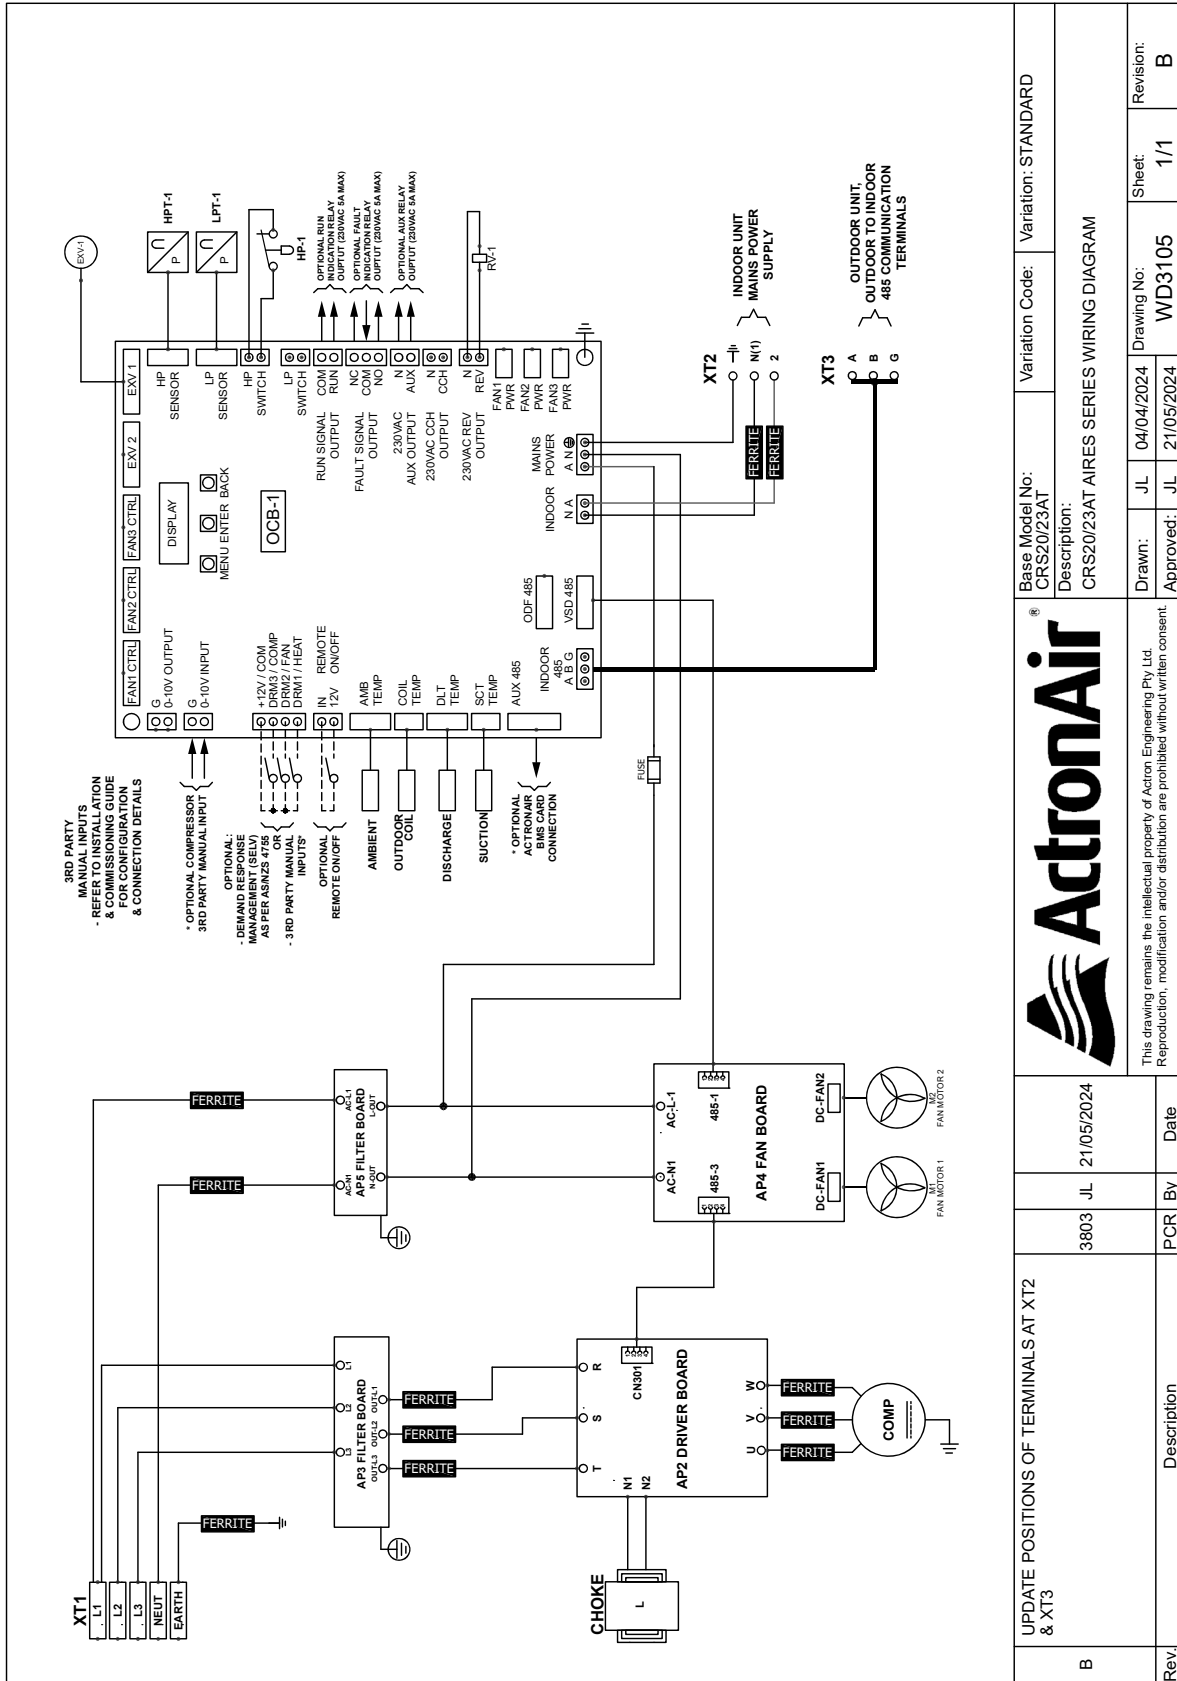 3RD PARTY
MANUAL INPUTS
- REFER TO INSTALLATION
& COMMISSIONING GUIDE
FOR CONFIGURATION
& CONNECTION DETAILS
* OPTIONAL COMPRESSOR
3RD PARTY MANUAL INPUT
OPTIONAL:
- DEMAND RESPONSE
MANAGEMENT (SELV)
AS PER AS/NZS 4755
OR
- 3RD PARTY MANUAL
INPUTS*
OPTIONAL
REMOTE ON/OFF
AMBIENT
OUTDOOR
COIL
DISCHARGE
SUCTION
* OPTIONAL
ACTRONAIR
BMS CARD
CONNECTION
FAN1 CTRL
FAN2 CTRL
FAN3 CTRL
EXV 2
EXV 1
EXV-1
G
0-10V OUTPUT
G
0-10V INPUT
+12V / COM
DRM3 / COMP
DRM2 / FAN
DRM1 / HEAT
IN
12V
REMOTE
ON/OFF
AMB
TEMP
COIL
TEMP
DLT
TEMP
SCT
TEMP
AUX 485
INDOOR
485
A B G
ODF 485
VSD 485
DISPLAY
MENU ENTER BACK
OCB-1
HP
SENSOR
LP
SENSOR
HP
SWITCH
LP
SWITCH
COM
RUN
RUN SIGNAL
OUTPUT
NC
COM
NO
FAULT SIGNAL
OUTPUT
N
AUX
230VAC
AUX OUTPUT
N
CCH
230VAC CCH
OUTPUT
N
REV
230VAC REV
OUTPUT
FAN1
PWR
FAN2
PWR
FAN3
PWR
MAINS
POWER
A N
INDOOR
N A
HPT-1
P
LPT-1
P
HP-1
OPTIONAL RUN
INDICATION RELAY
OUPTUT (230VAC 5A MAX)
OPTIONAL FAULT
INDICATION RELAY
OUPTUT (230VAC 5A MAX)
OPTIONAL AUX RELAY
OUPTUT (230VAC 5A MAX)
RV-1
XT2
N(1)
2
INDOOR UNIT
MAINS POWER
SUPPLY
FERRITE
FERRITE
XT3
A
B
G
OUTDOOR UNIT,
OUTDOOR TO INDOOR
485 COMMUNICATION
TERMINALS
FUSE
XT1
L1
L2
L3
NEUT
EARTH
FERRITE
FERRITE
FERRITE
AC-N1
AC-L1
AP5 FILTER BOARD
N-OUT
L-OUT
L3
L2
L1
AP3 FILTER BOARD
OUT-L3
OUT-L2
OUT-L1
FERRITE
FERRITE
FERRITE
T
S
R
CN301
AP2 DRIVER BOARD
N1
N2
U
V
W
FERRITE
FERRITE
FERRITE
COMP
CHOKE
L
AC-N1
AC-L-1
485-3
485-1
AP4 FAN BOARD
DC-FAN1
DC-FAN2
M1
FAN MOTOR 1
M2
FAN MOTOR 2
B
UPDATE POSITIONS OF TERMINALS AT XT2
& XT3
3803
JL
21/05/2024
Rev.
Description
PCR
By
Date
ActronAir®
This drawing remains the intellectual property of Actron Engineering Pty Ltd.
Reproduction, modification and/or distribution are prohibited without written consent.
Base Model No:
CRS20/23AT
Variation Code:
Variation: STANDARD
Description:
CRS20/23AT AIRES SERIES WIRING DIAGRAM
Drawn:
JL
04/04/2024
Approved:
JL
21/05/2024
Drawing No:
WD3105
Sheet:
1/1
Revision:
B